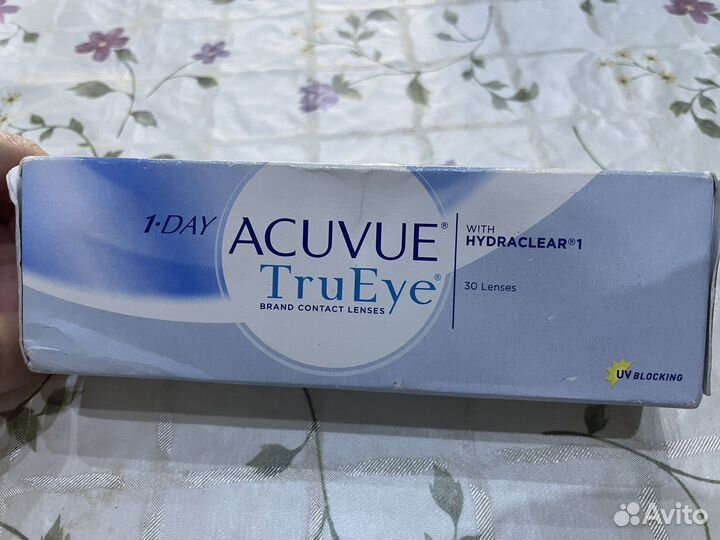 1·DAY ACUVUE®
TruEye®
BRAND CONTACT LENSES
WITH
HYDRACLEAR®1
30 Lenses
UV BLOCKING
Avito